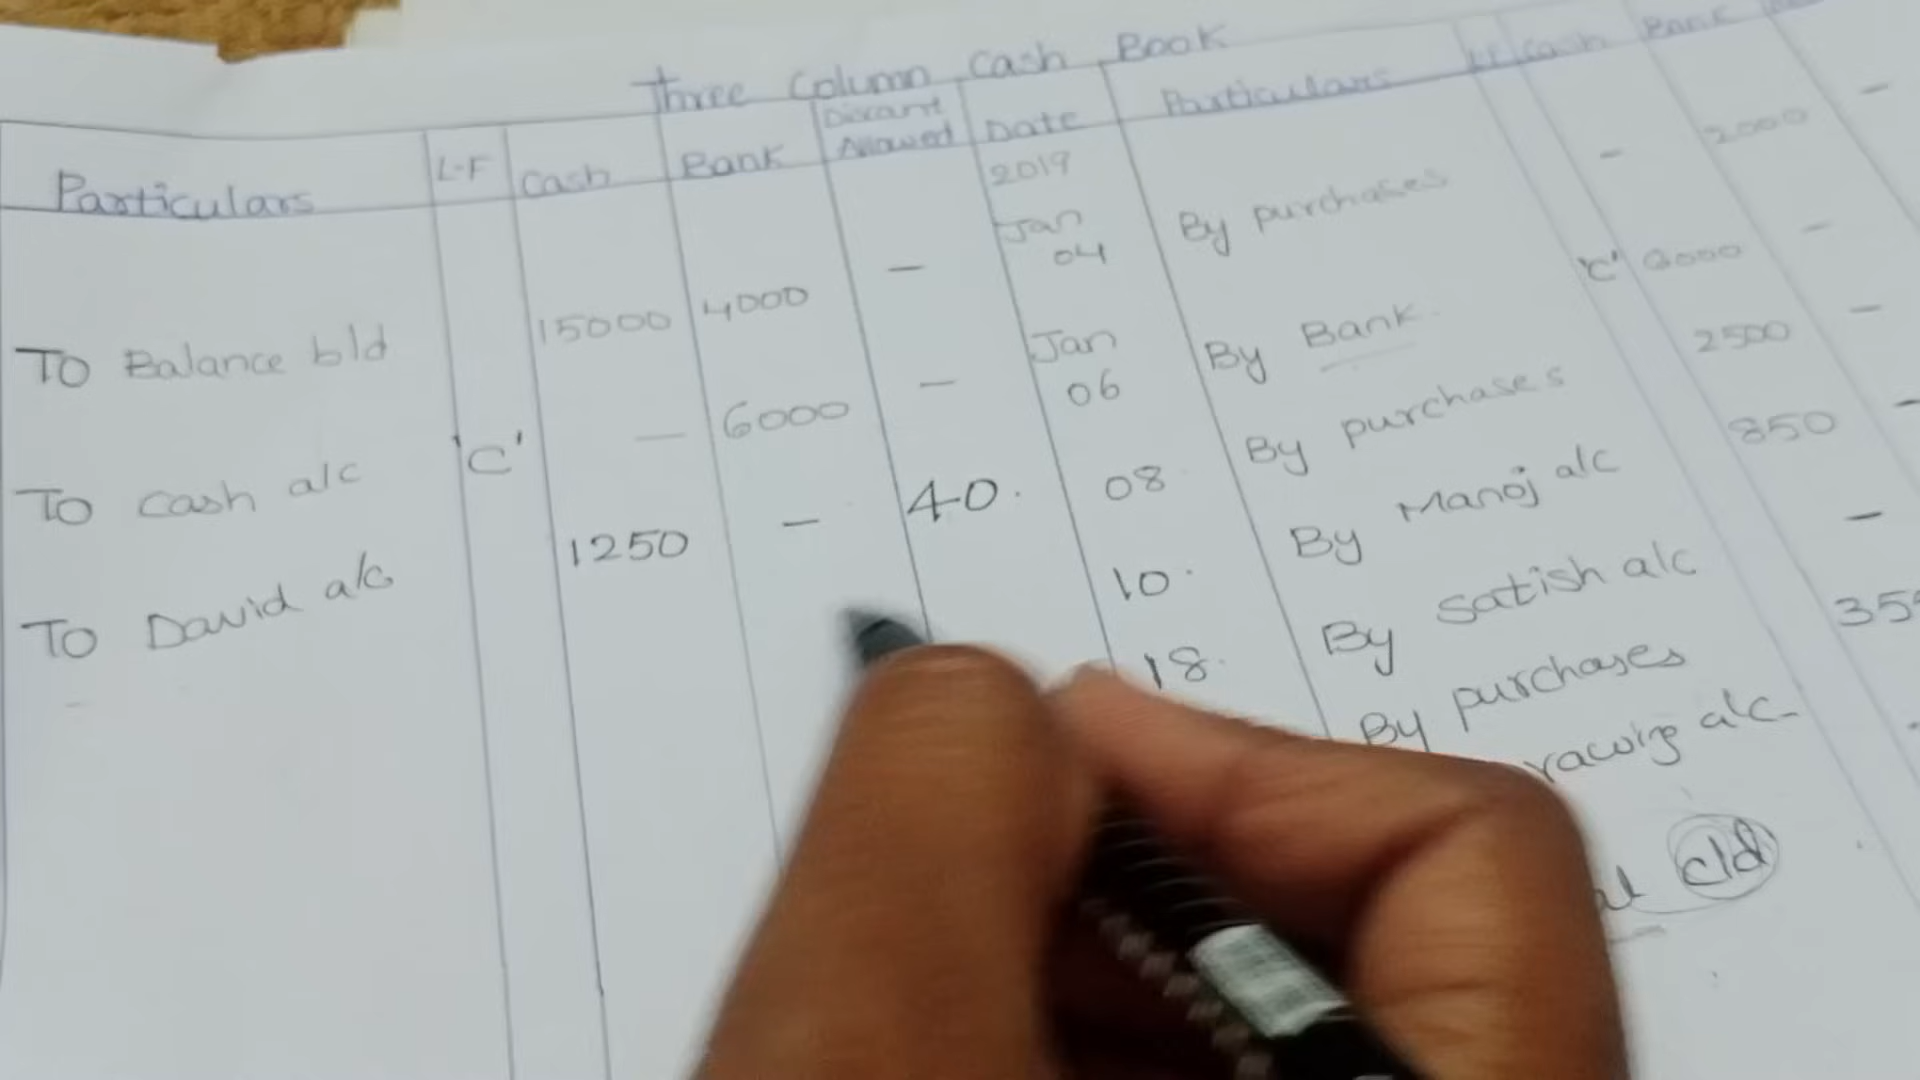 Three Column Cash Book
Particulars L-F Cash Bank Discount Allowed Date Particulars Cash Bank
2019
To Balance b/d 15000 4000 — Jan 04 By purchases — 2000 —
To Cash a/c 'C' — 6000 — Jan 06 By Bank 'C' 6000 —
To David a/c 1250 — 40. 08 By purchases 2500 —
10. By Manoj a/c 850 —
18. By Satish a/c —
By purchases
a/c
c/d